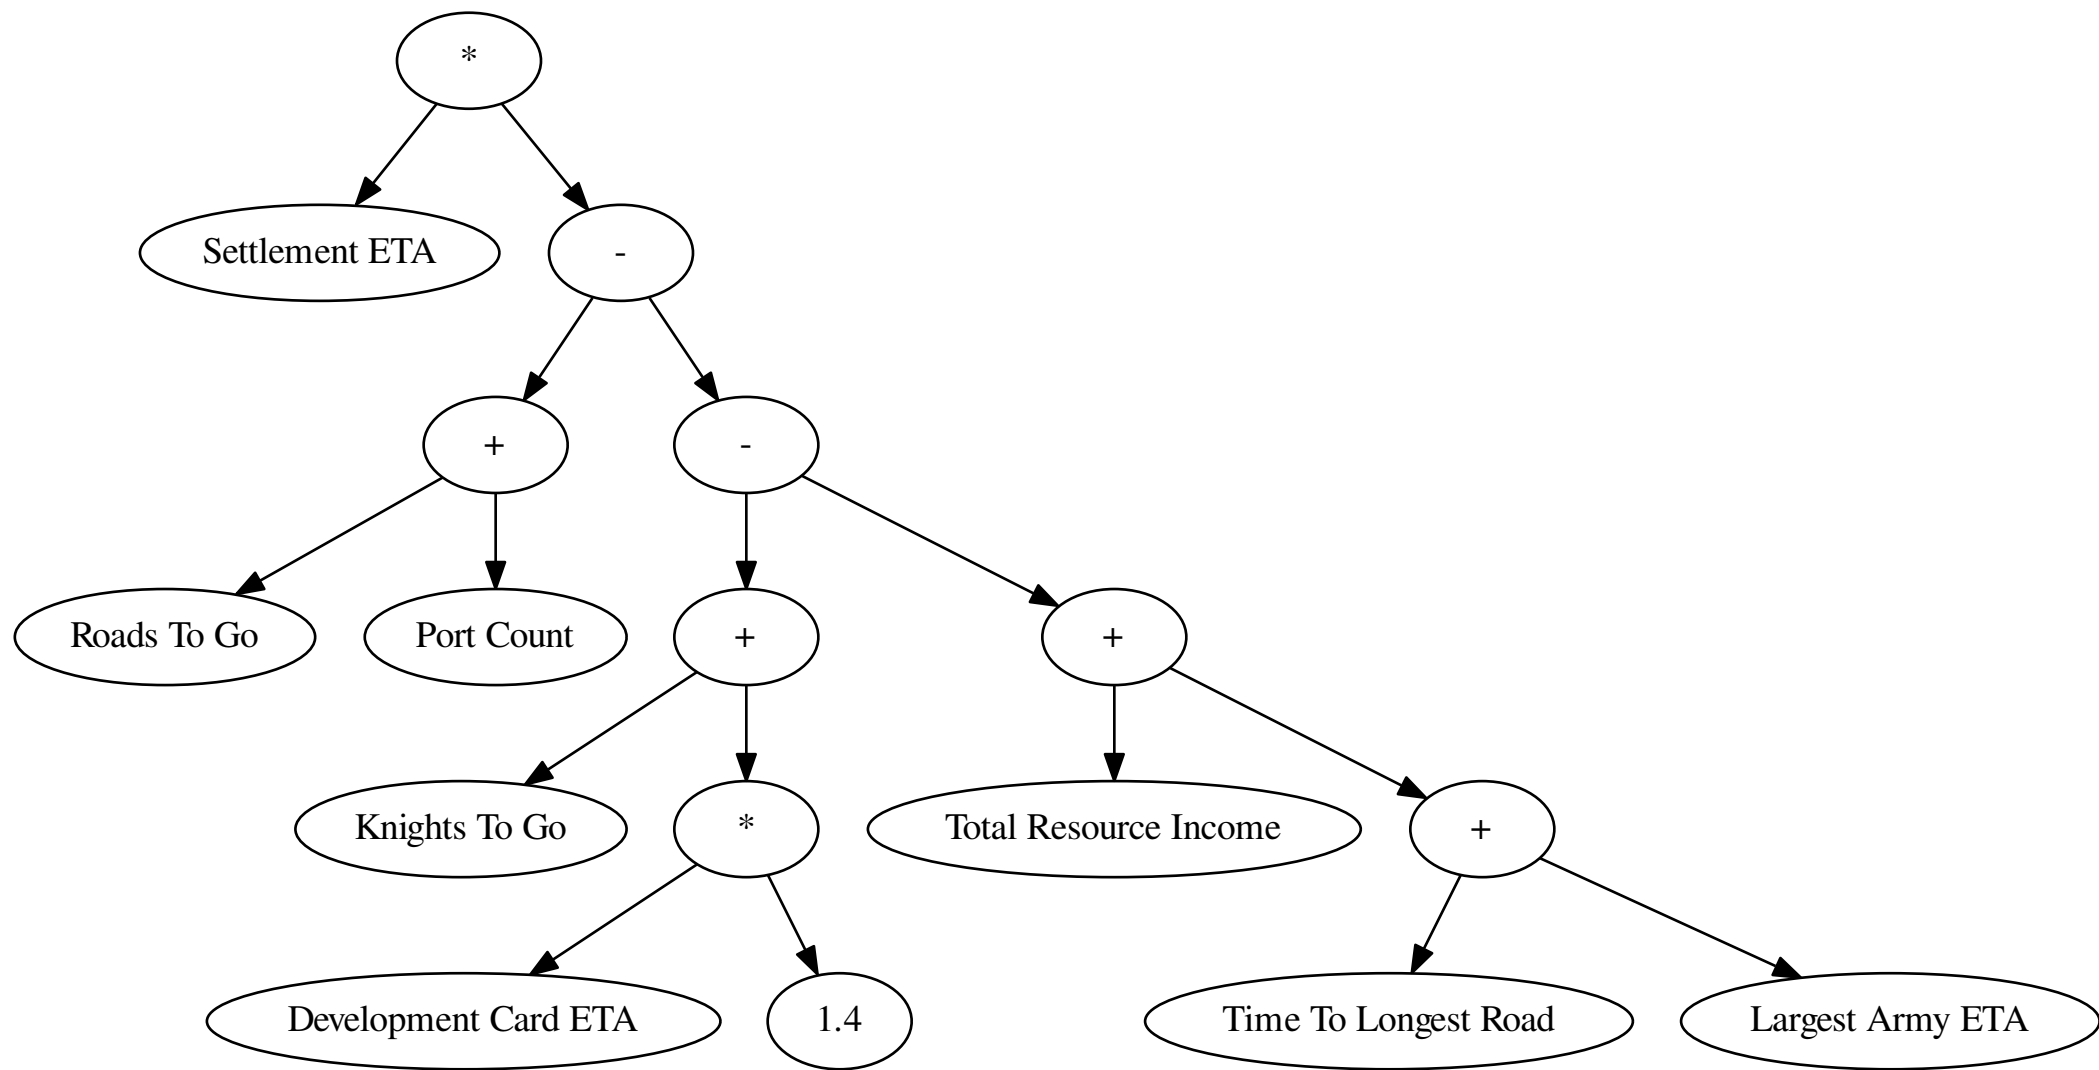 *
Settlement ETA
-
+
-
Roads To Go
Port Count
+
+
Knights To Go
*
Total Resource Income
+
Development Card ETA
1.4
Time To Longest Road
Largest Army ETA